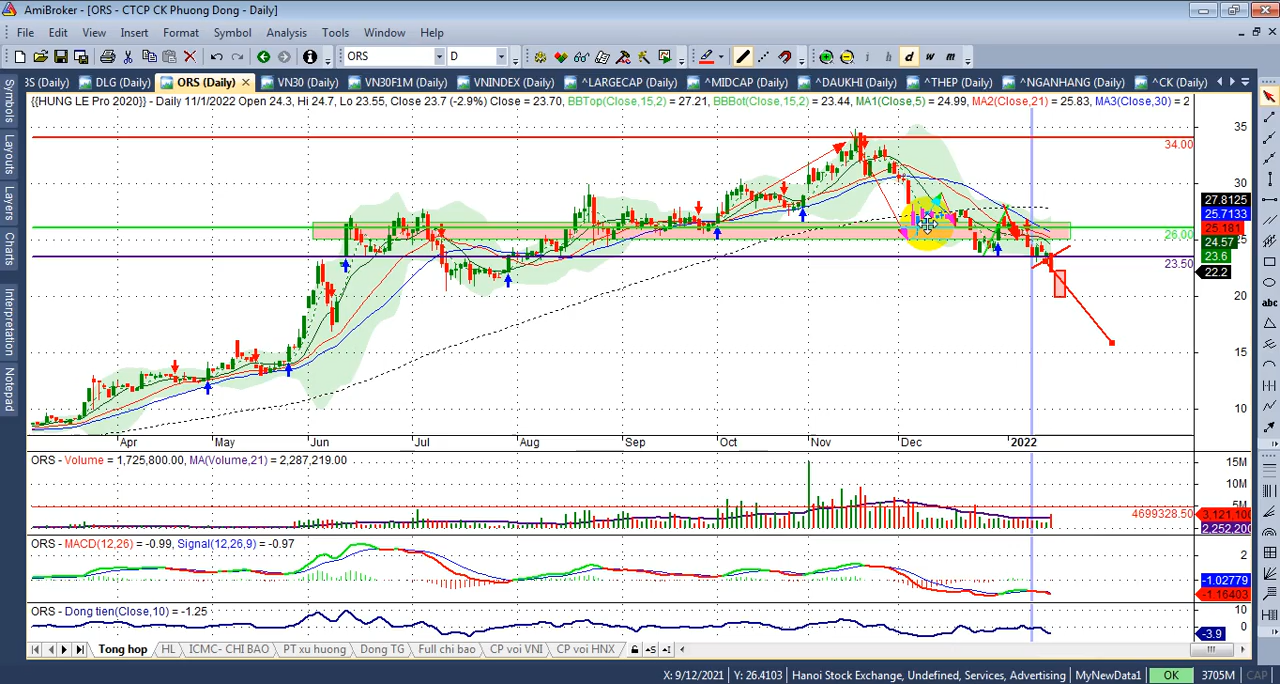 AmiBroker - [ORS - CTCP CK Phuong Dong - Daily]
File Edit View Insert Format Symbol Analysis Tools Window Help
ORS D i h d w m
3S (Daily) DLG (Daily) ORS (Daily) VN30 (Daily) VN30F1M (Daily) VNINDEX (Daily) ^LARGECAP (Daily) ^MIDCAP (Daily) ^DAUKHI (Daily) ^THEP (Daily) ^NGANHANG (Daily) ^CK (Daily)
{{HUNG LE Pro 2020}} - Daily 11/1/2022 Open 24.3, Hi 24.7, Lo 23.55, Close 23.7 (-2.9%) Close = 23.70, BBTop(Close,15,2) = 27.21, BBBot(Close,15,2) = 23.44, MA1(Close,5) = 24.99, MA2(Close,21) = 25.83, MA3(Close,30) = 2
Symbols
Layouts
Layers
Charts
Interpretation
Notepad
abc
35
34.00
30
27.8125
25.7133
25.181
26.00
24.57
25
23.6
23.50
22.2
20
15
10
Apr May Jun Jul Aug Sep Oct Nov Dec 2022
ORS - Volume = 1,725,800.00, MA(Volume,21) = 2,287,219.00
15M
10M
5M
4699328.50
3,121,100
2,252,200
ORS - MACD(12,26) = -0.99, Signal(12,26,9) = -0.97
2
-1.02779
-1.16403
ORS - Dong tien(Close,10) = -1.25
10
0
-3.9
Tong hop HL ICMC- CHI BAO PT xu huong Dong TG Full chi bao CP voi VNI CP voi HNX
X: 9/12/2021 Y: 26.4103 Hanoi Stock Exchange, Undefined, Services, Advertising MyNewData1 OK 3705M CAP